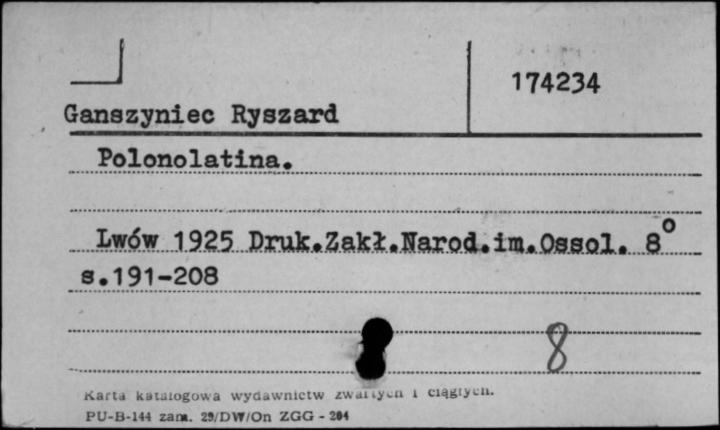 174234
Ganszyniec Ryszard
Polonolatina.
Lwów 1925 Druk.Zakł.Narod.im.Ossol. 8°
s.191-208
8
Karta katalogowa wydawnictw zwartych i ciągłych.
PU-B-144 zam. 29/DW/On ZGG - 204